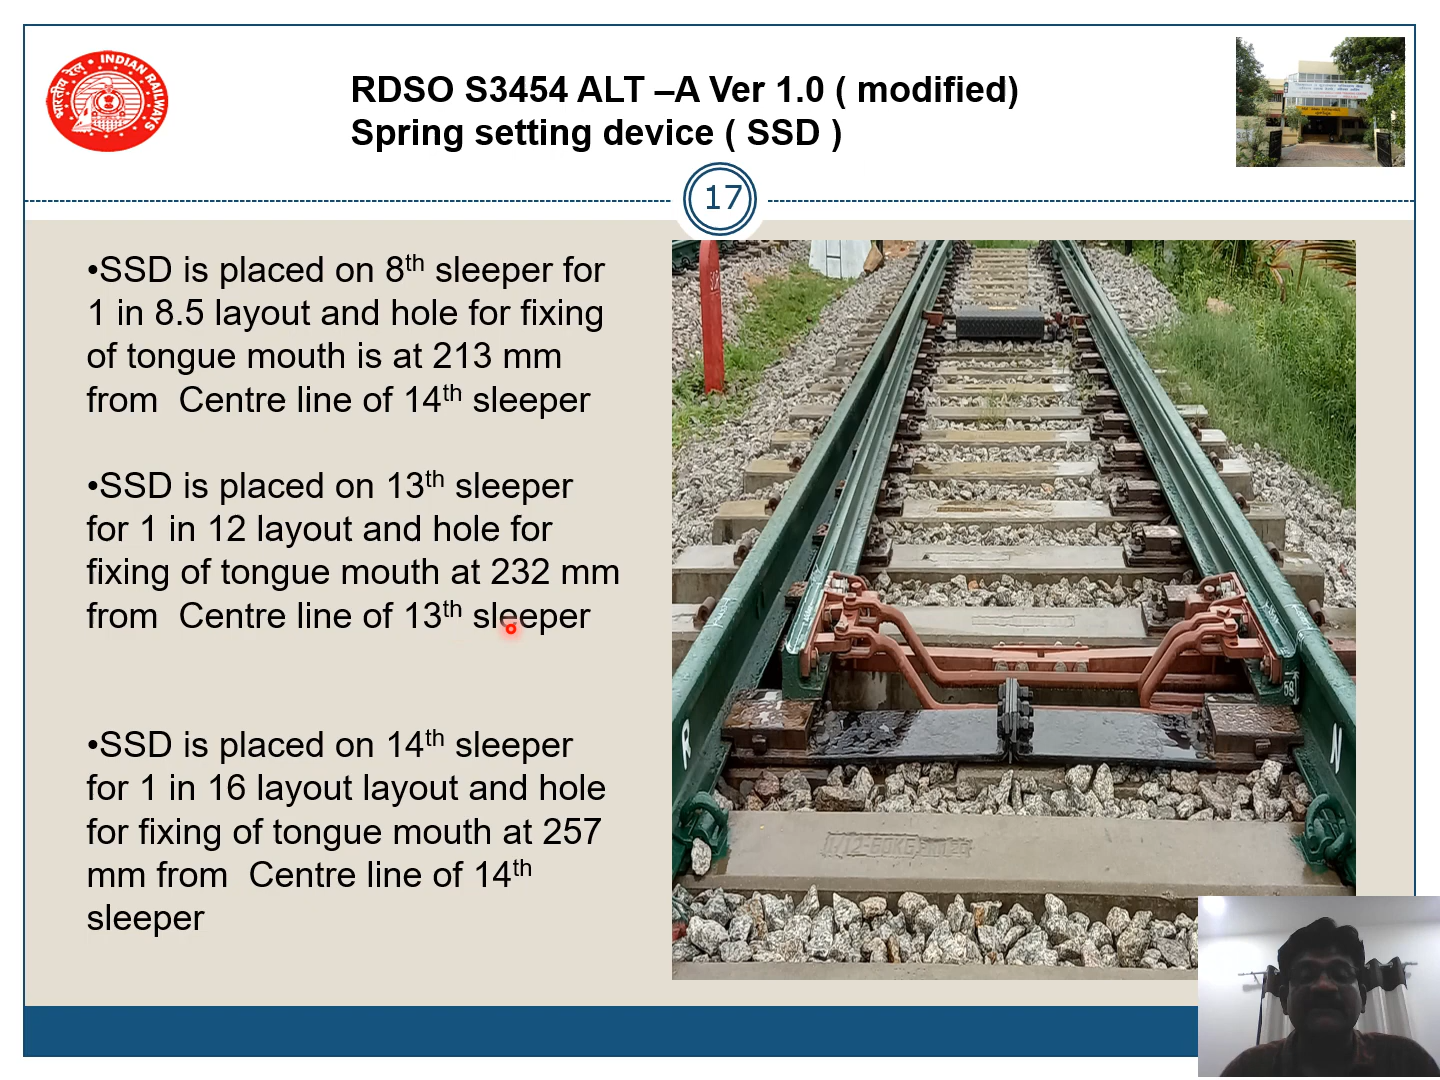 भारतीय रेल • INDIAN RAILWAYS
RDSO S3454 ALT –A Ver 1.0 ( modified)
Spring setting device ( SSD )
17
•SSD is placed on 8th sleeper for
1 in 8.5 layout and hole for fixing
of tongue mouth is at 213 mm
from Centre line of 14th sleeper
•SSD is placed on 13th sleeper
for 1 in 12 layout and hole for
fixing of tongue mouth at 232 mm
from Centre line of 13th sleeper
•SSD is placed on 14th sleeper
for 1 in 16 layout layout and hole
for fixing of tongue mouth at 257
mm from Centre line of 14th
sleeper
R
N